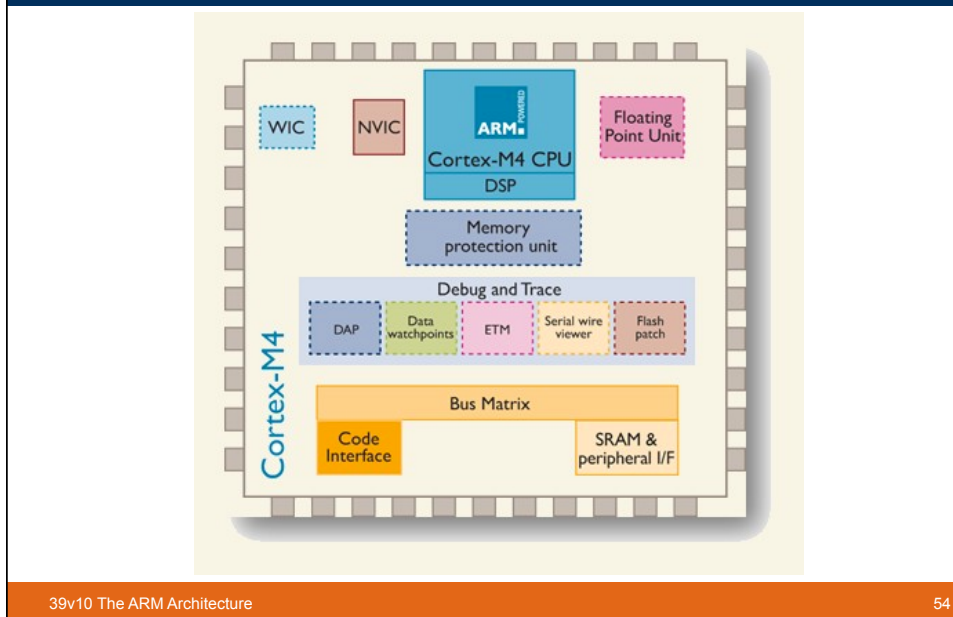 WIC
NVIC
ARM POWERED
Cortex-M4 CPU
DSP
Floating
Point Unit
Memory
protection unit
Debug and Trace
DAP
Data
watchpoints
ETM
Serial wire
viewer
Flash
patch
Cortex-M4
Bus Matrix
Code
Interface
SRAM &
peripheral I/F
39v10 The ARM Architecture
54